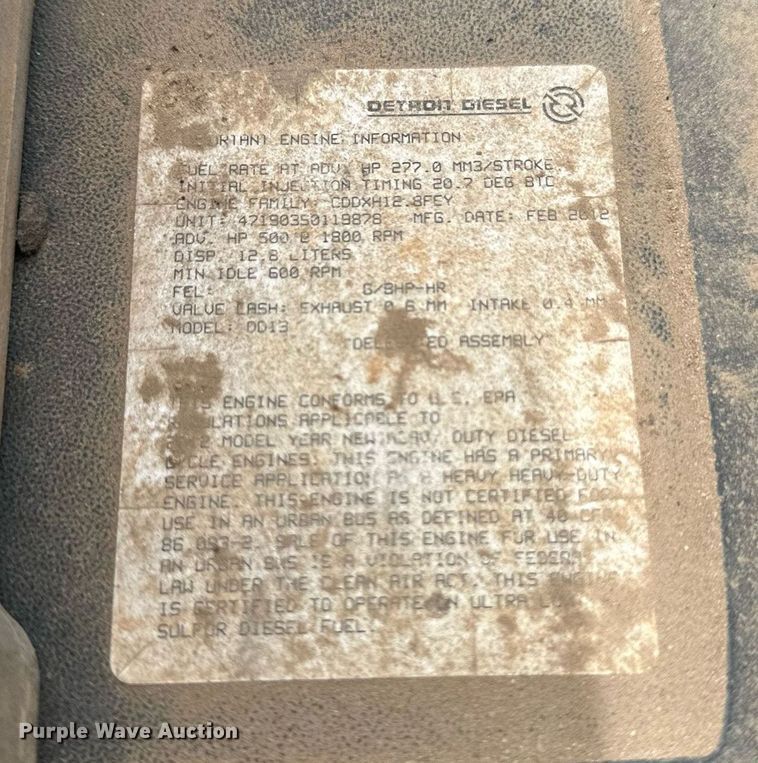 DETROIT DIESEL
ENGINE INFORMATION
FUEL RATE AT ADV. HP 277.0 MM3/STROKE
INITIAL INJECTION TIMING 20.7 DEG BTC
ENGINE FAMILY: CDDXH12.8FEY
UNIT: MFG. DATE: FEB 2012
ADV. HP 500 @ 1800 RPM
DISP. 12.8 LITERS
MIN IDLE 600 RPM
FEL: G/BHP-HR
VALVE LASH: EXHAUST 0.6 MM INTAKE 0.4 MM
MODEL: DD13
ASSEMBLY"
ENGINE CONFORMS TO U.S. EPA
APPLICABLE TO
MODEL YEAR NEW HEAVY DUTY DIESEL
CYCLE ENGINES. THIS ENGINE HAS A PRIMARY
SERVICE APPLICATION AS A HEAVY HEAVY-DUTY
ENGINE. THIS ENGINE IS NOT CERTIFIED FOR
USE IN AN URBAN BUS AS DEFINED AT 40 CFR
86.093-2. SALE OF THIS ENGINE FOR USE IN
AN URBAN BUS IS A VIOLATION OF FEDERAL
LAW UNDER THE CLEAN AIR ACT. THIS ENGINE
IS CERTIFIED TO OPERATE ON ULTRA LOW
SULFUR DIESEL FUEL.
Purple Wave Auction